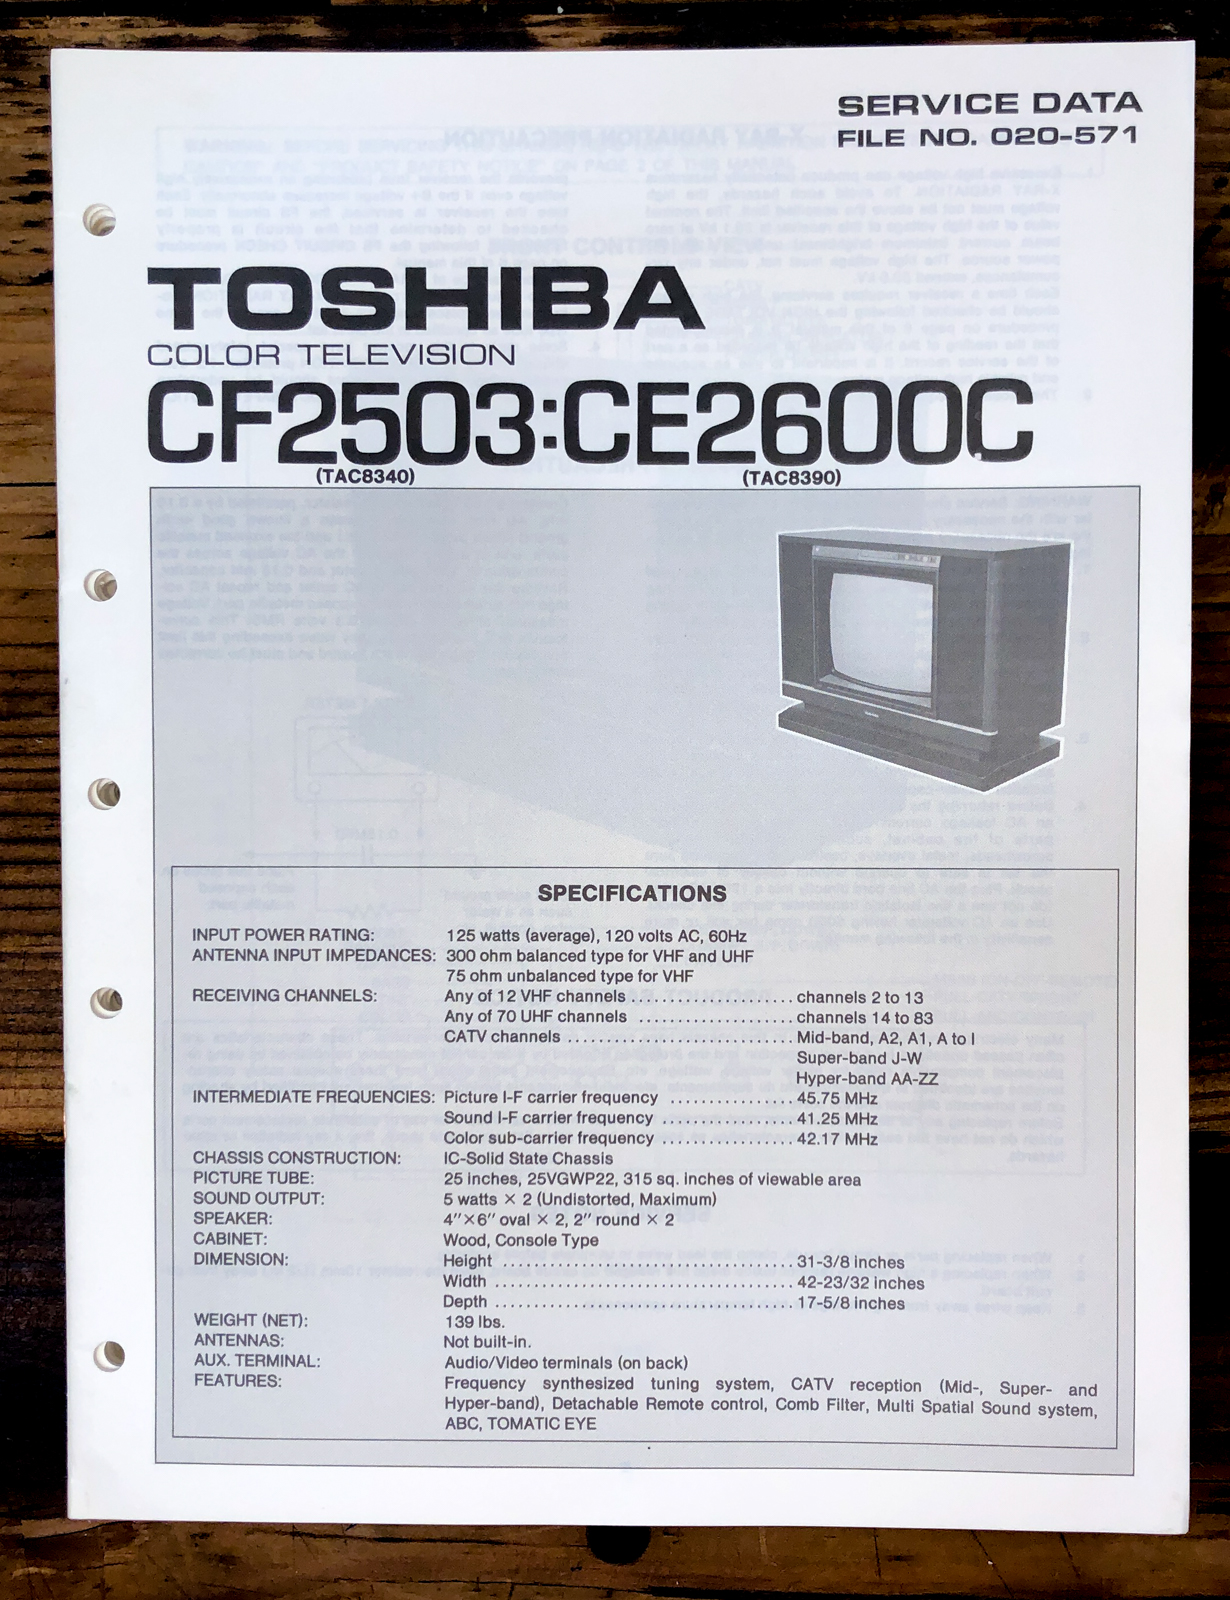 SERVICE DATA
FILE NO. 020-571
TOSHIBA
COLOR TELEVISION
CF2503:CE2600C
(TAC8340) (TAC8390)
SPECIFICATIONS
INPUT POWER RATING: 125 watts (average), 120 volts AC, 60Hz
ANTENNA INPUT IMPEDANCES: 300 ohm balanced type for VHF and UHF
75 ohm unbalanced type for VHF
RECEIVING CHANNELS: Any of 12 VHF channels .................... channels 2 to 13
Any of 70 UHF channels ................... channels 14 to 83
CATV channels ............................ Mid-band, A2, A1, A to I
Super-band J-W
Hyper-band AA-ZZ
INTERMEDIATE FREQUENCIES: Picture I-F carrier frequency ............... 45.75 MHz
Sound I-F carrier frequency ................ 41.25 MHz
Color sub-carrier frequency ................. 42.17 MHz
CHASSIS CONSTRUCTION: IC-Solid State Chassis
PICTURE TUBE: 25 inches, 25VGWP22, 315 sq. inches of viewable area
SOUND OUTPUT: 5 watts × 2 (Undistorted, Maximum)
SPEAKER: 4″×6″ oval × 2, 2″ round × 2
CABINET: Wood, Console Type
DIMENSION: Height .................................... 31-3/8 inches
Width ..................................... 42-23/32 inches
Depth ..................................... 17-5/8 inches
WEIGHT (NET): 139 lbs.
ANTENNAS: Not built-in.
AUX. TERMINAL: Audio/Video terminals (on back)
FEATURES: Frequency synthesized tuning system, CATV reception (Mid-, Super- and
Hyper-band), Detachable Remote control, Comb Filter, Multi Spatial Sound system,
ABC, TOMATIC EYE